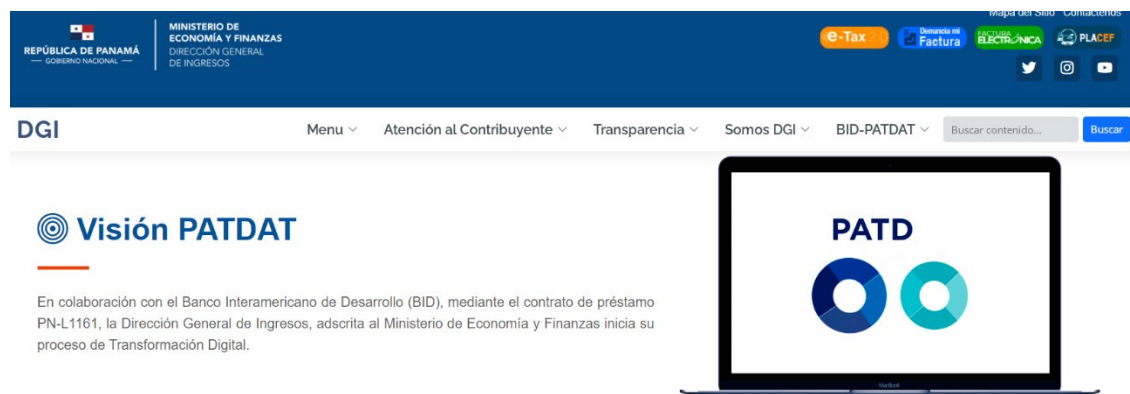 Mapa del Sitio Contáctenos
REPÚBLICA DE PANAMÁ
— GOBIERNO NACIONAL —
MINISTERIO DE
ECONOMÍA Y FINANZAS
DIRECCIÓN GENERAL
DE INGRESOS
e-Tax 2.0
Denuncia mi
Factura
FACTURA
ELECTRÓNICA
PLACEF
DGI
Menu
Atención al Contribuyente
Transparencia
Somos DGI
BID-PATDAT
Buscar contenido...
Buscar
Visión PATDAT
En colaboración con el Banco Interamericano de Desarrollo (BID), mediante el contrato de préstamo
PN-L1161, la Dirección General de Ingresos, adscrita al Ministerio de Economía y Finanzas inicia su
proceso de Transformación Digital.
PATD
MacBook